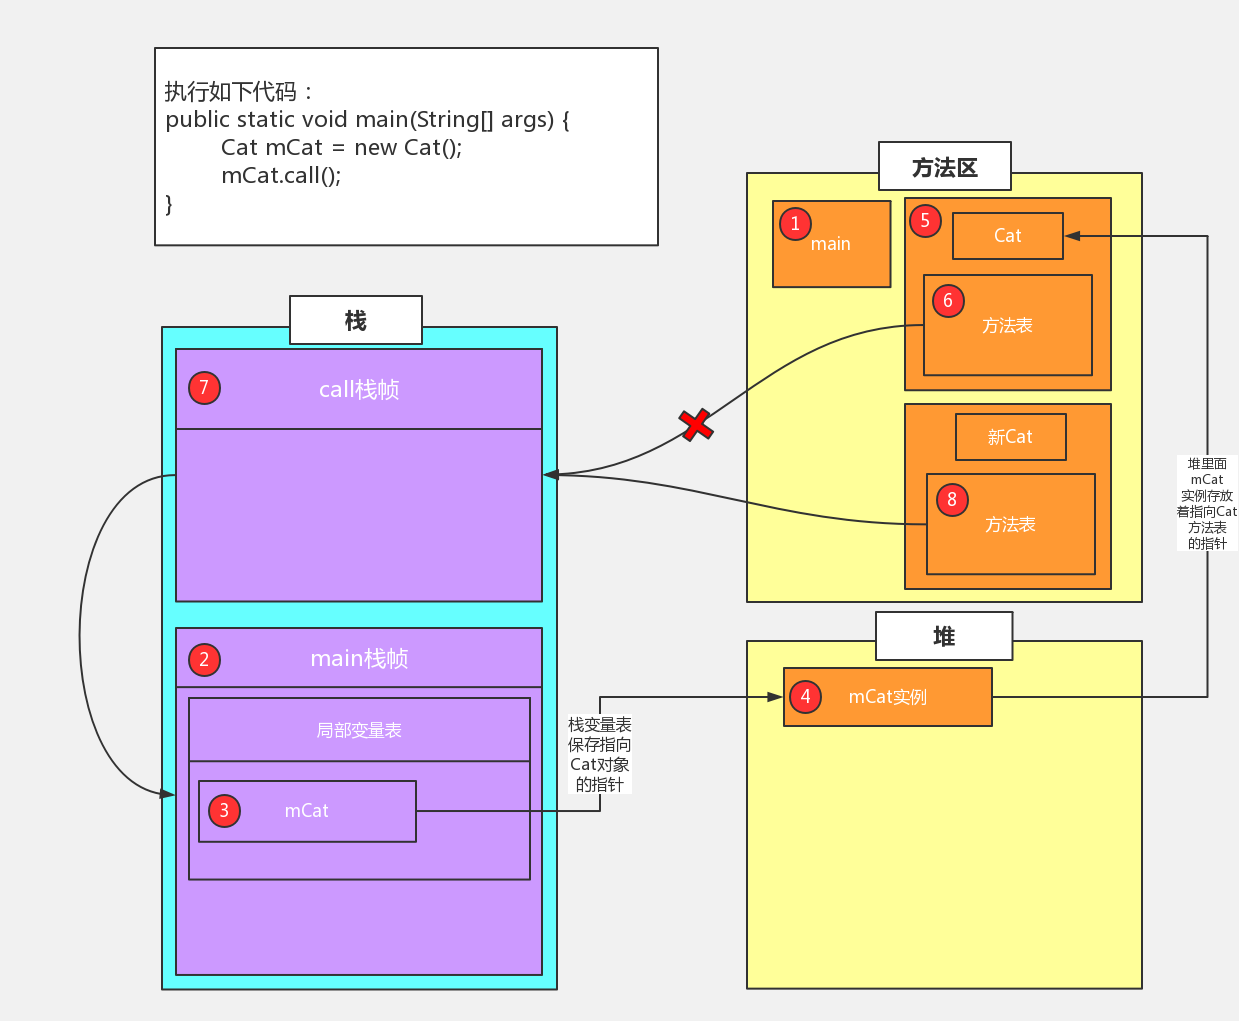 执行如下代码：
public static void main(String[] args) {
Cat mCat = new Cat();
mCat.call();
}
方法区
1
main
5
Cat
6
方法表
新Cat
8
方法表
栈
7
call栈帧
2
main栈帧
局部变量表
3
mCat
栈变量表
保存指向
Cat对象
的指针
堆
4
mCat实例
堆里面
mCat
实例存放
着指向Cat
方法表
的指针